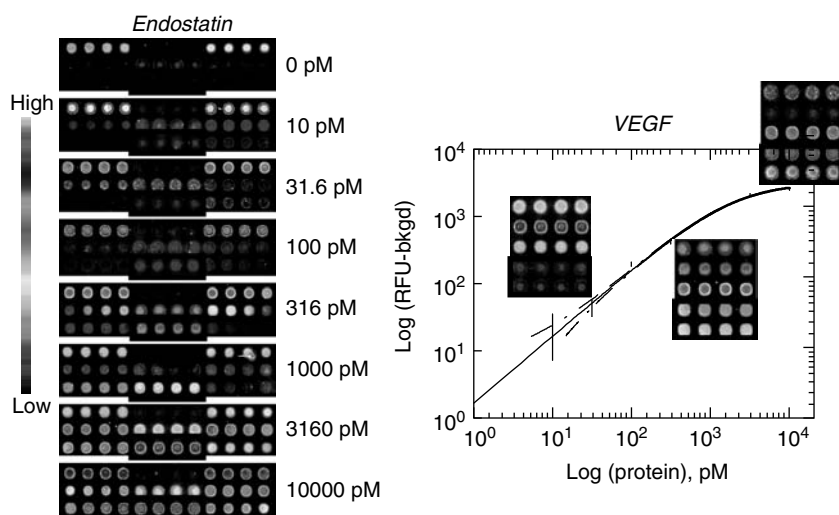 Endostatin
High
Low
0 pM
10 pM
31.6 pM
100 pM
316 pM
1000 pM
3160 pM
10000 pM
VEGF
Log (RFU-bkgd)
10⁴
10³
10²
10¹
10⁰
10⁰ 10¹ 10² 10³ 10⁴
Log (protein), pM